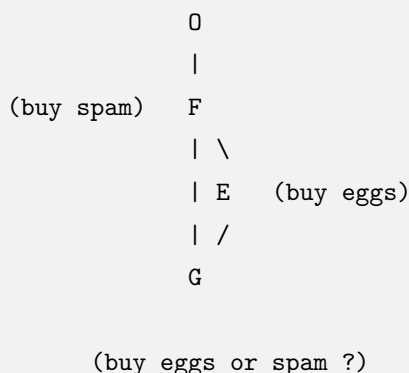 O
|
(buy spam) F
| \
| E (buy eggs)
| /
G
(buy eggs or spam ?)